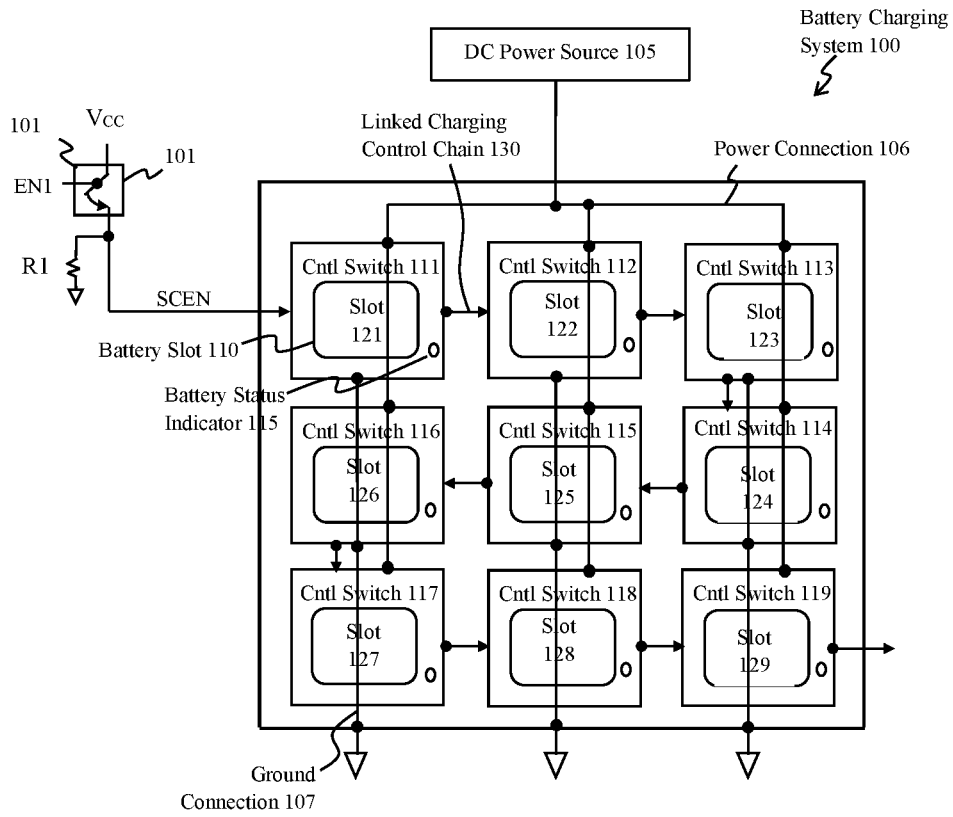 Battery Charging
System 100
DC Power Source 105
101
VCC
101
EN1
R1
SCEN
Linked Charging
Control Chain 130
Power Connection 106
Cntl Switch 111
Slot
121
Cntl Switch 112
Slot
122
Cntl Switch 113
Slot
123
Battery Slot 110
Battery Status
Indicator 115
Cntl Switch 116
Slot
126
Cntl Switch 115
Slot
125
Cntl Switch 114
Slot
124
Cntl Switch 117
Slot
127
Cntl Switch 118
Slot
128
Cntl Switch 119
Slot
129
Ground
Connection 107